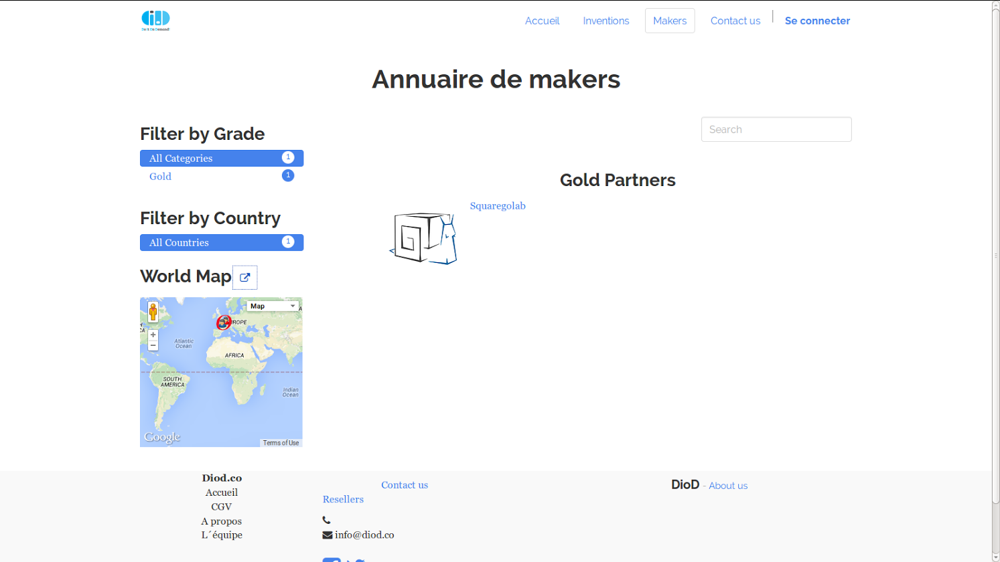 Do It On Demand!
Accueil
Inventions
Makers
Contact us
Se connecter
Annuaire de makers
Filter by Grade
All Categories 1
Gold 1
Filter by Country
All Countries 1
World Map
Map
EUROPE
Atlantic
Ocean
AFRICA
SOUTH
AMERICA
Indian
Ocean
Google
Terms of Use
Search
Gold Partners
Squaregolab
Diod.co
Accueil
CGV
A propos
L´équipe
Contact us
Resellers
info@diod.co
DioD - About us